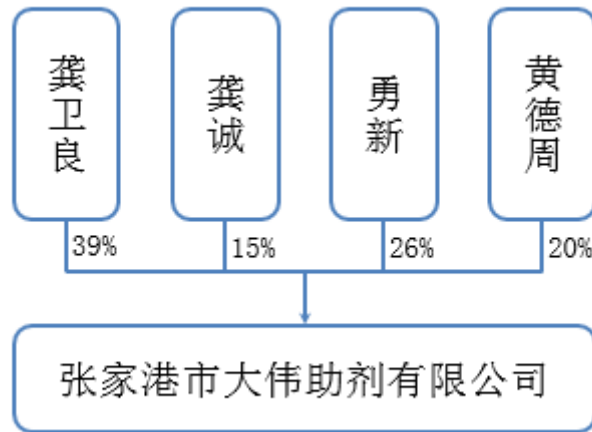 龚卫良
龚诚
勇新
黄德周
39%
15%
26%
20%
张家港市大伟助剂有限公司